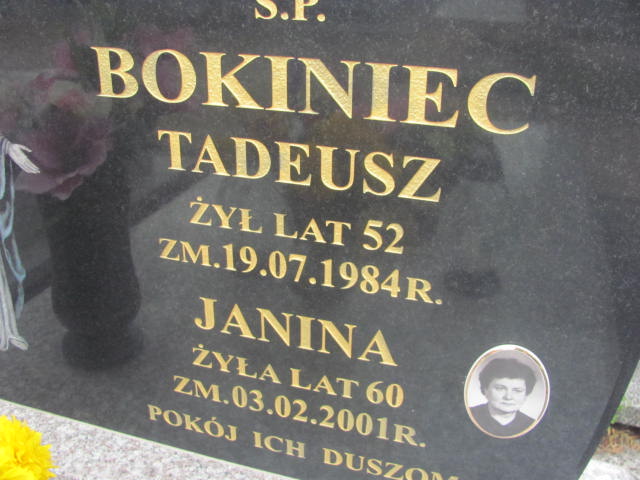 Ś.P.
BOKINIEC
TADEUSZ
ŻYŁ LAT 52
ZM.19.07.1984R.
JANINA
ŻYŁA LAT 60
ZM.03.02.2001R.
POKÓJ ICH DUSZOM